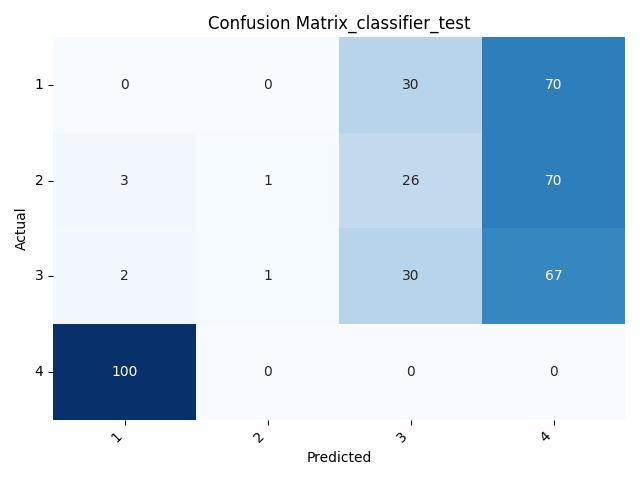 Confusion Matrix_classifier_test
Actual
1 0 0 30 70
2 3 1 26 70
3 2 1 30 67
4 100 0 0 0
1 2 3 4
Predicted